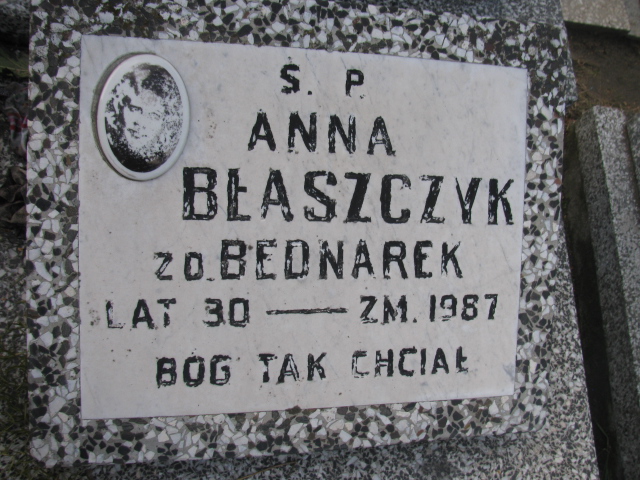 S. P
ANNA
BŁASZCZYK
ZD. BEDNAREK
LAT 30 — ZM. 1987
BÓG TAK CHCIAŁ